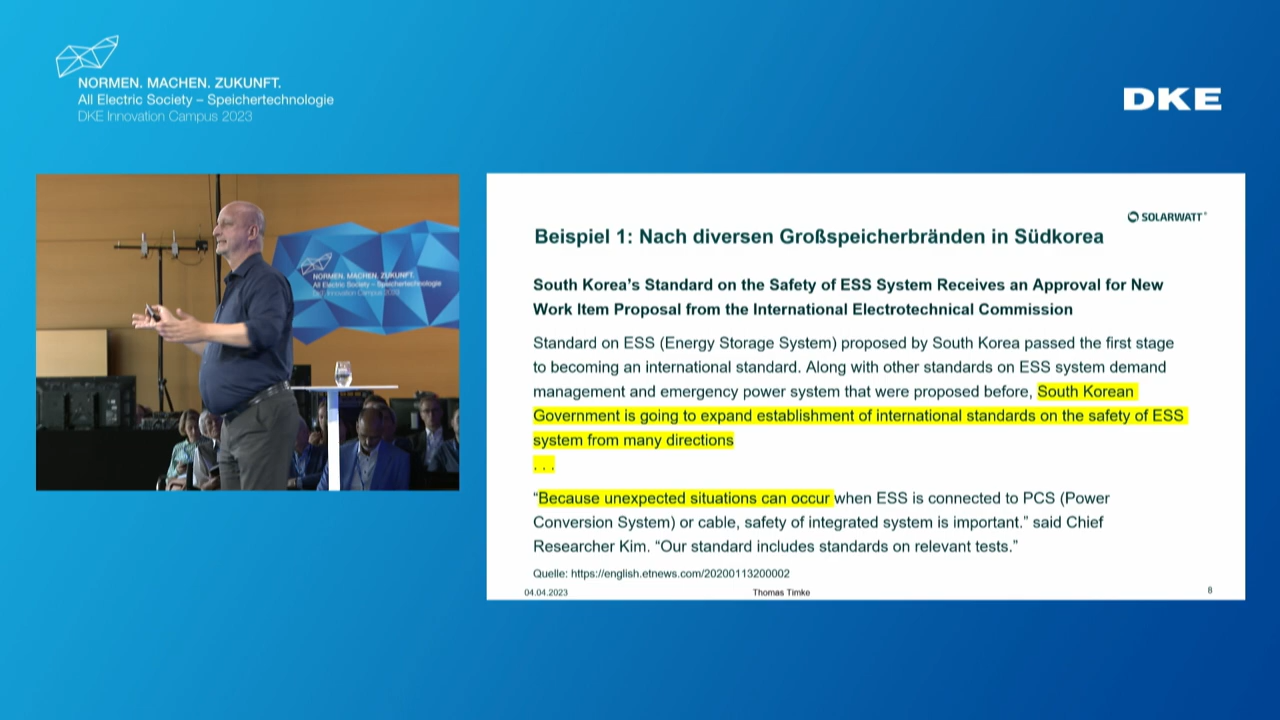 NORMEN. MACHEN. ZUKUNFT.
All Electric Society – Speichertechnologie
DKE Innovation Campus 2023
DKE
NORMEN. MACHEN. ZUKUNFT.
All Electric Society – Speichertechnologie
DKE Innovation Campus 2023
SOLARWATT
Beispiel 1: Nach diversen Großspeicherbränden in Südkorea
South Korea's Standard on the Safety of ESS System Receives an Approval for New
Work Item Proposal from the International Electrotechnical Commission
Standard on ESS (Energy Storage System) proposed by South Korea passed the first stage
to becoming an international standard. Along with other standards on ESS system demand
management and emergency power system that were proposed before, South Korean
Government is going to expand establishment of international standards on the safety of ESS
system from many directions
. . .
“Because unexpected situations can occur when ESS is connected to PCS (Power
Conversion System) or cable, safety of integrated system is important.” said Chief
Researcher Kim. “Our standard includes standards on relevant tests.”
Quelle: https://english.etnews.com/20200113200002
04.04.2023
Thomas Timke
8